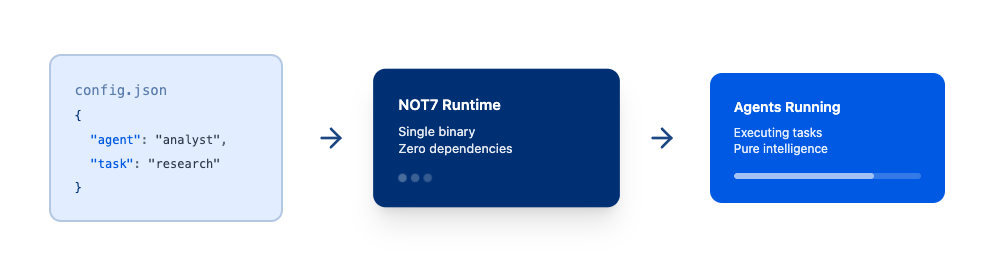 config.json
{
"agent": "analyst",
"task": "research"
}
NOT7 Runtime
Single binary
Zero dependencies
Agents Running
Executing tasks
Pure intelligence